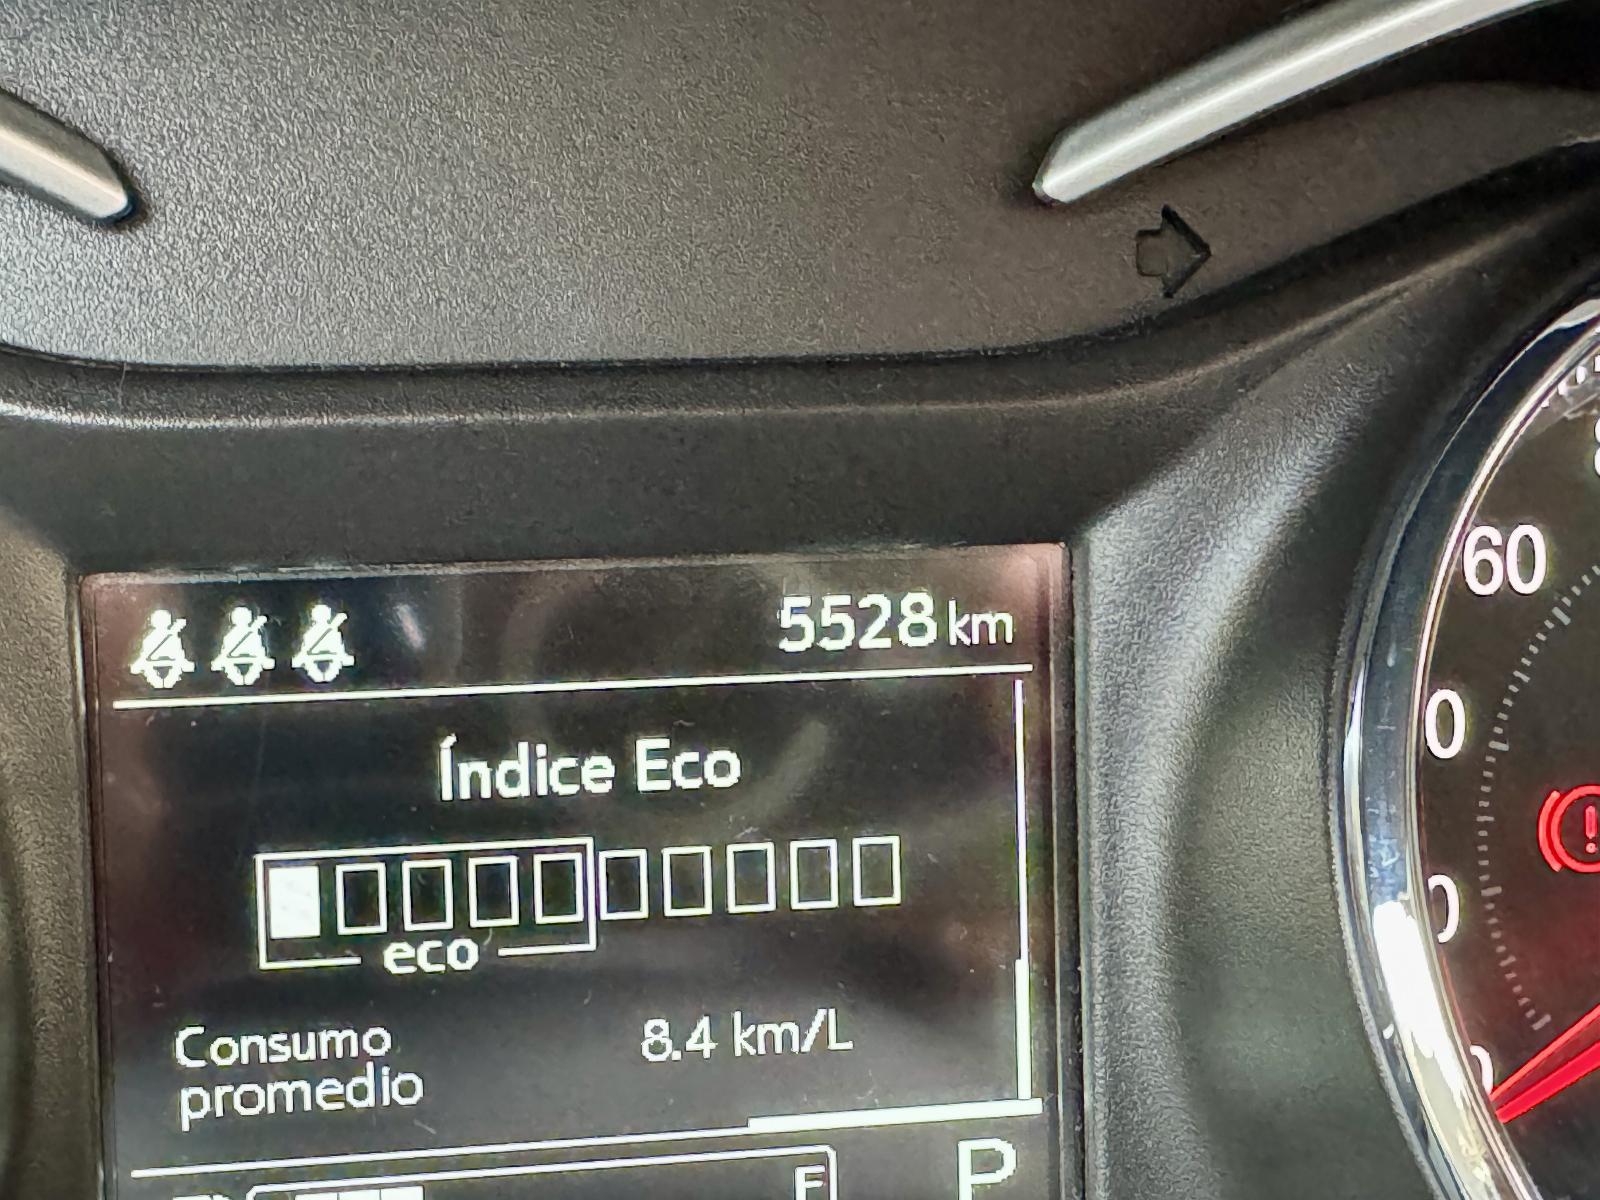 5528 km
Índice Eco
eco
Consumo
promedio
8.4 km/L
F
P
60